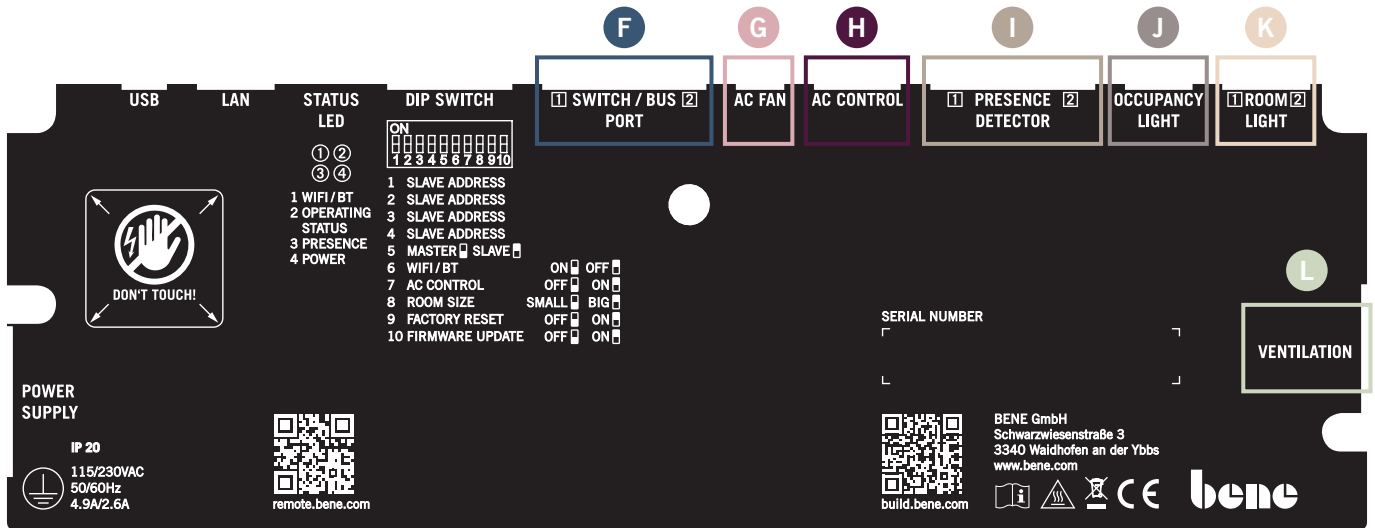 F
G
H
I
J
K
USB
LAN
STATUS
LED
DIP SWITCH
1 SWITCH / BUS 2
PORT
AC FAN
AC CONTROL
1 PRESENCE 2
DETECTOR
OCCUPANCY
LIGHT
1 ROOM 2
LIGHT
ON
1 2 3 4 5 6 7 8 9 10
1 2
3 4
1 WIFI / BT
2 OPERATING
STATUS
3 PRESENCE
4 POWER
1 SLAVE ADDRESS
2 SLAVE ADDRESS
3 SLAVE ADDRESS
4 SLAVE ADDRESS
5 MASTER SLAVE
6 WIFI / BT ON OFF
7 AC CONTROL OFF ON
8 ROOM SIZE SMALL BIG
9 FACTORY RESET OFF ON
10 FIRMWARE UPDATE OFF ON
DON'T TOUCH!
L
VENTILATION
SERIAL NUMBER
POWER
SUPPLY
IP 20
115/230VAC
50/60Hz
4.9A/2.6A
remote.bene.com
build.bene.com
BENE GmbH
Schwarzwiesenstraße 3
3340 Waidhofen an der Ybbs
www.bene.com
i
CE
bene